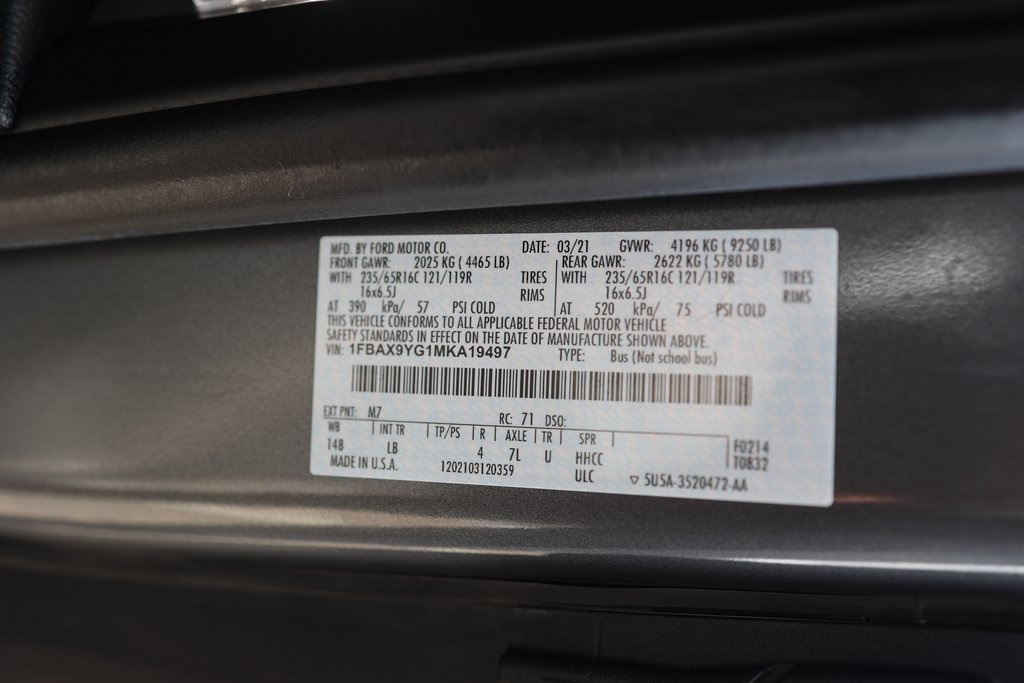 MFD. BY FORD MOTOR CO. DATE: 03/21 GVWR: 4196 KG ( 9250 LB)
FRONT GAWR: 2025 KG ( 4465 LB) REAR GAWR: 2622 KG ( 5780 LB)
WITH 235/65R16C 121/119R TIRES WITH 235/65R16C 121/119R TIRES
16x6.5J RIMS 16x6.5J RIMS
AT 390 kPa/ 57 PSI COLD AT 520 kPa/ 75 PSI COLD
THIS VEHICLE CONFORMS TO ALL APPLICABLE FEDERAL MOTOR VEHICLE
SAFETY STANDARDS IN EFFECT ON THE DATE OF MANUFACTURE SHOWN ABOVE.
VIN: 1FBAX9YG1MKA19497 TYPE: Bus (Not school bus)
EXT PNT: M7 RC: 71 DSO:
WB INT TR TP/PS R AXLE TR SPR F0214
148 LB 4 7L U HHCC T0832
MADE IN U.S.A. 1202103120359 ULC ▽ 5U5A-3520472-AA